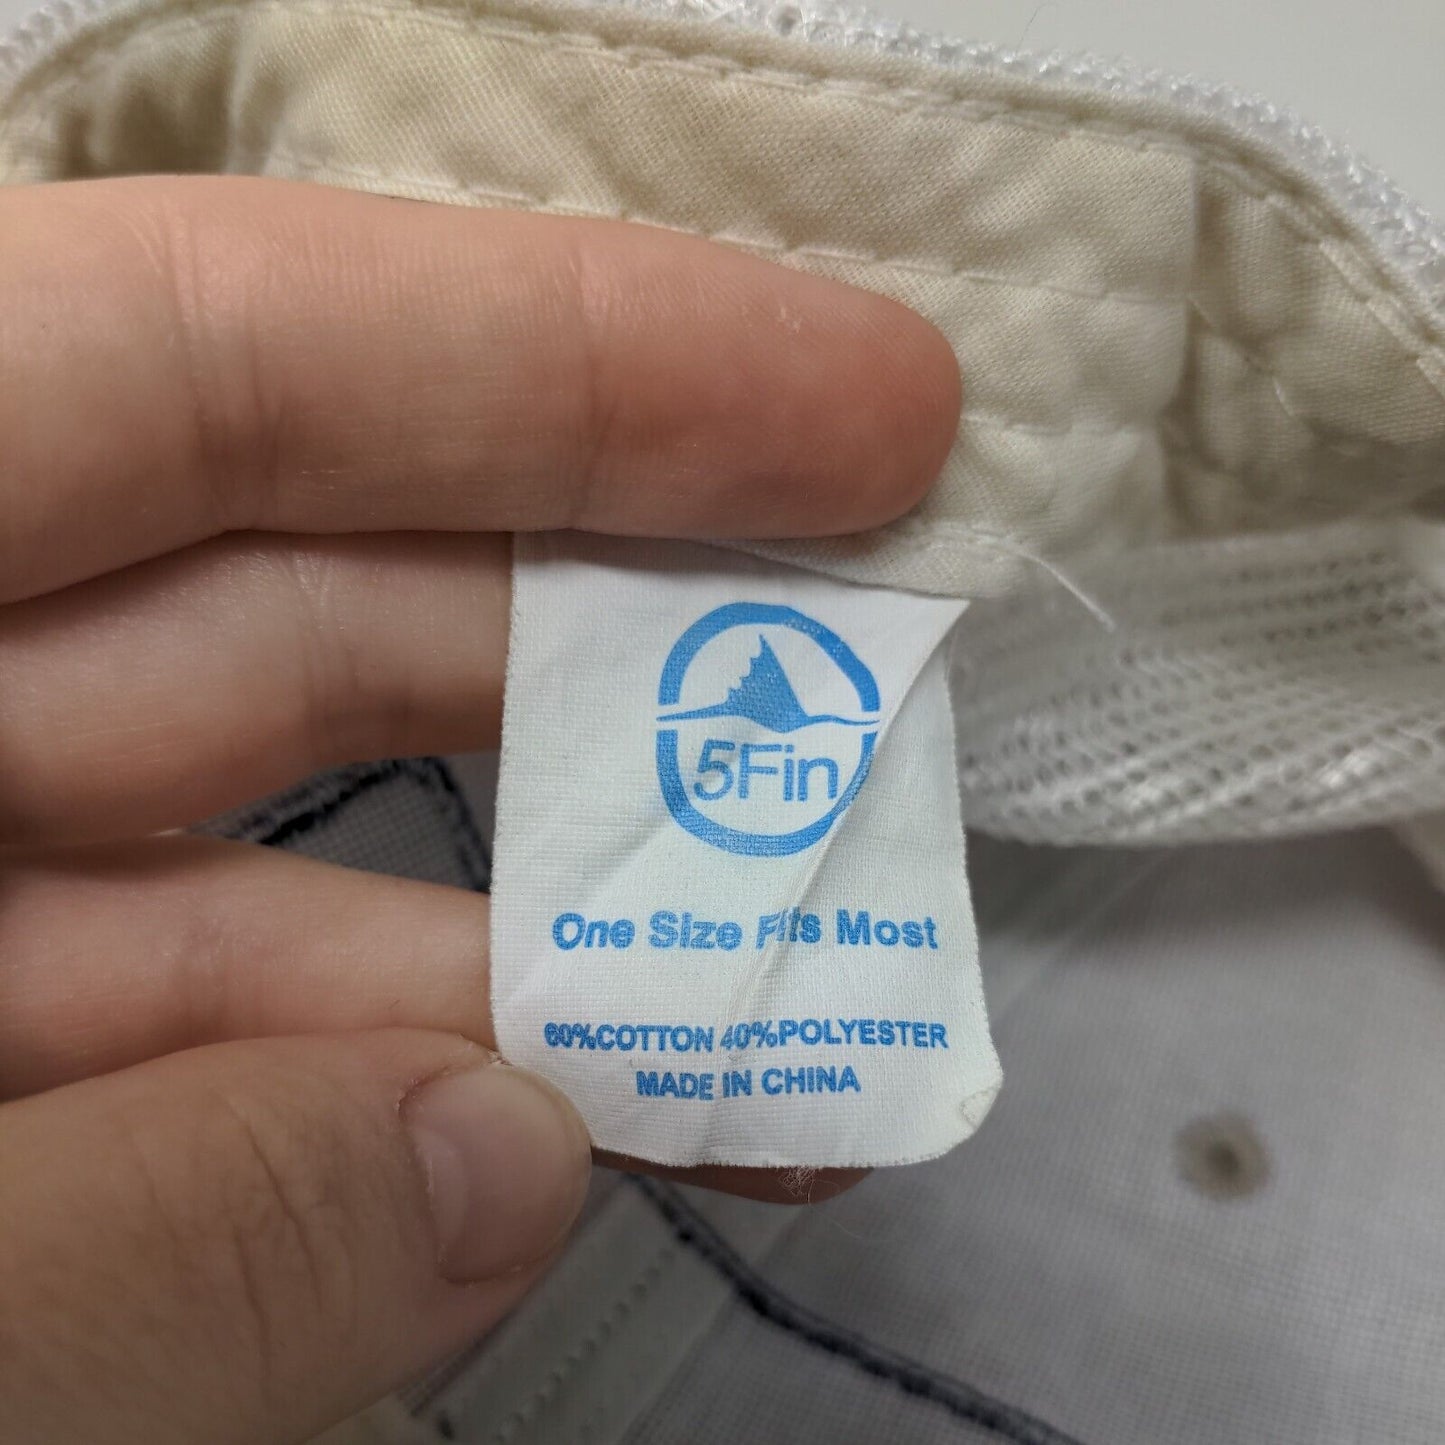 5Fin
One Size Fits Most
60%COTTON 40%POLYESTER
MADE IN CHINA